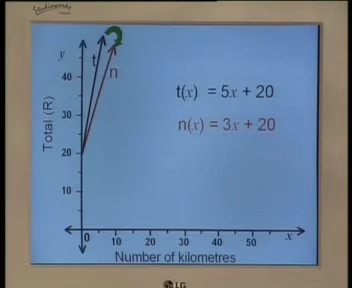 Studioworks
y
40
30
20
10
Total (R)
t
n
t(x) = 5x + 20
n(x) = 3x + 20
0 10 20 30 40 50 x
Number of kilometres
LG